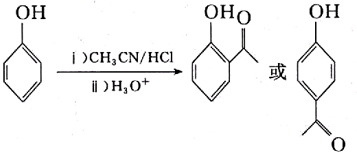 OH
ⅰ)CH₃CN/HCl
ⅱ)H₃O⁺
OH
O
或
OH
O